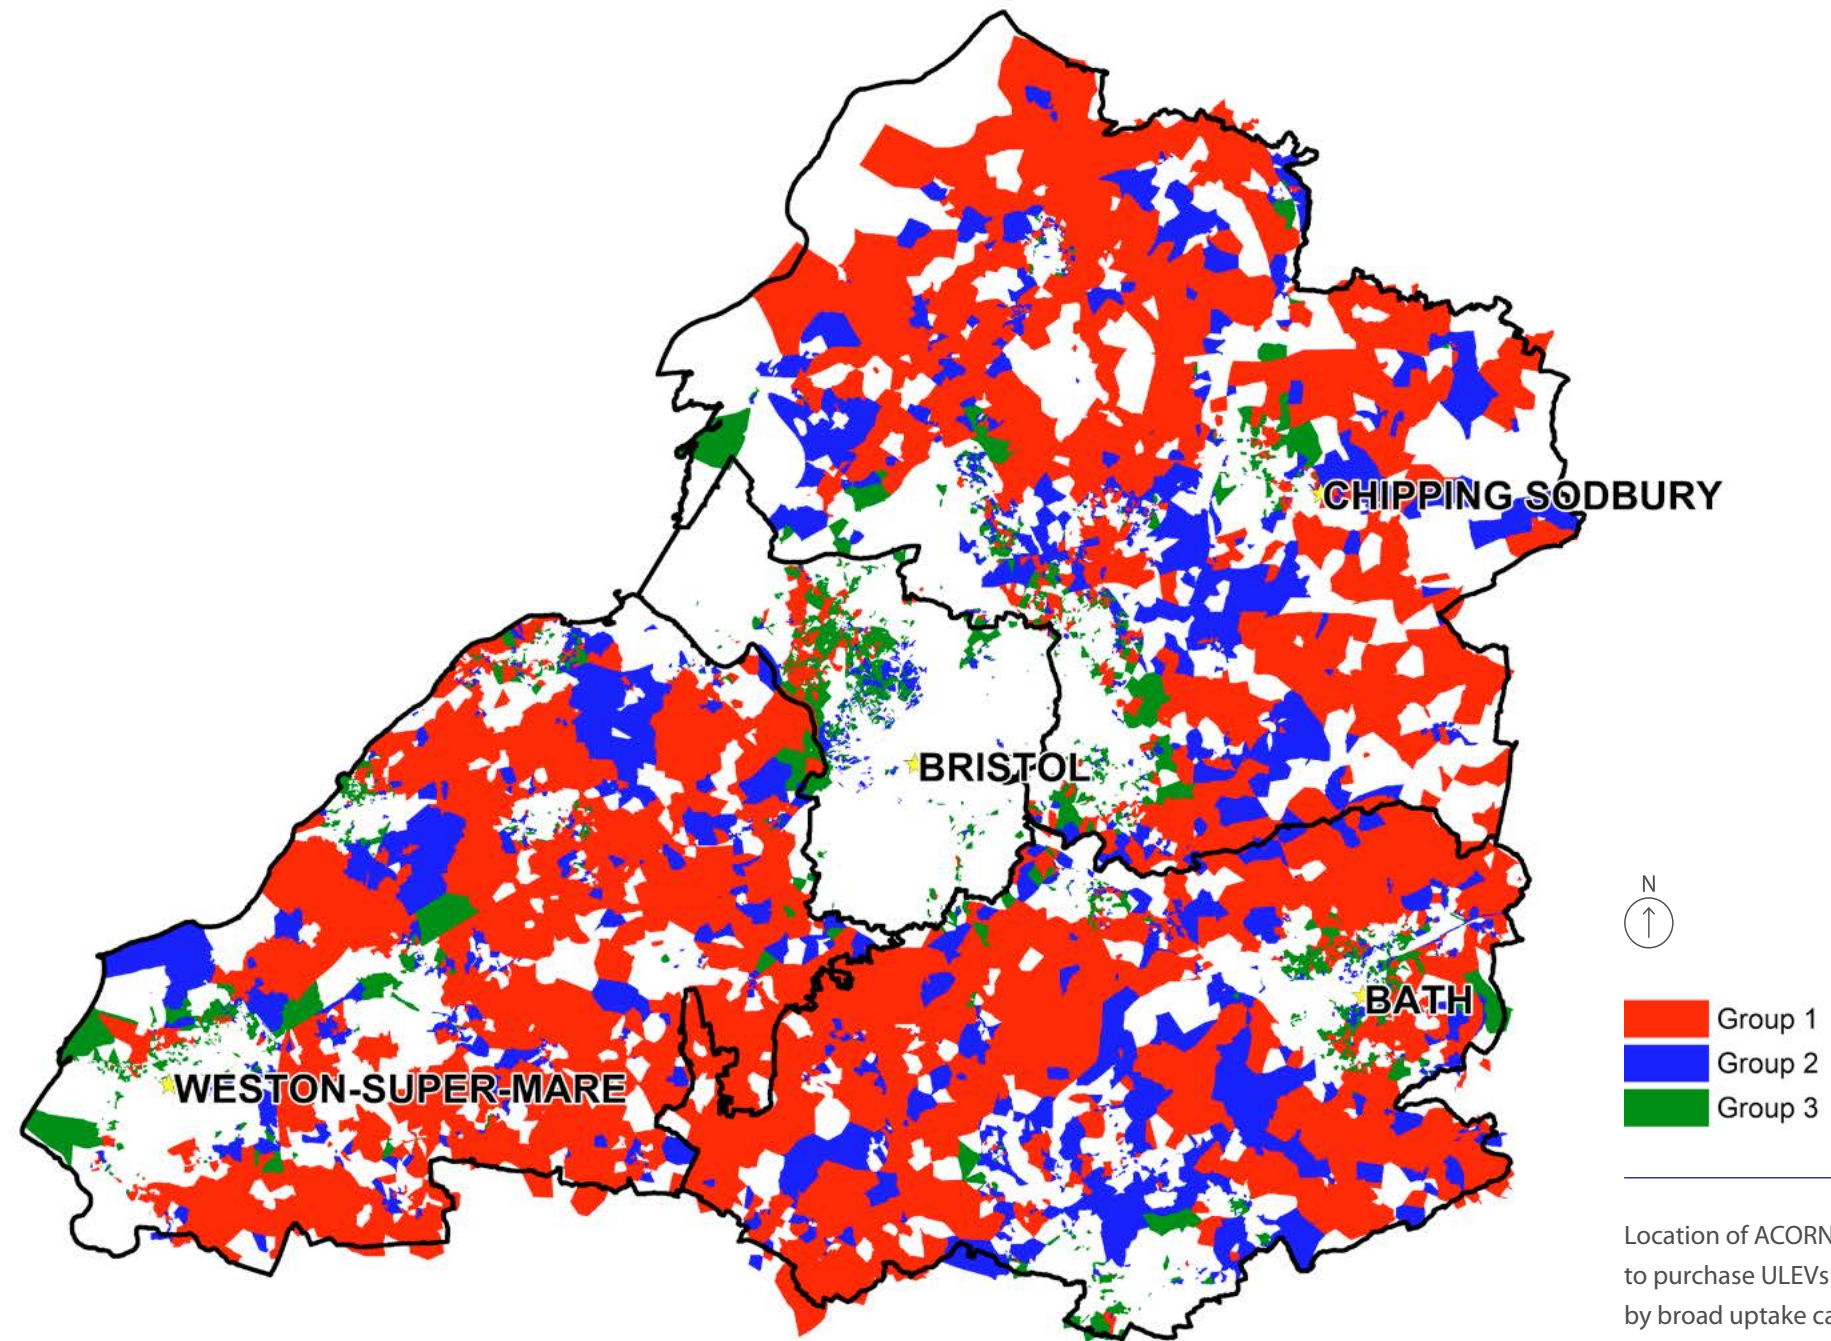 CHIPPING SODBURY
BRISTOL
BATH
WESTON-SUPER-MARE
N
Group 1
Group 2
Group 3
Location of ACORN
to purchase ULEVs
by broad uptake